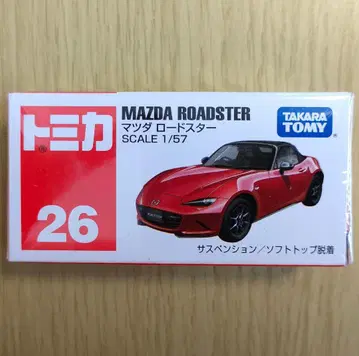 トミカ
26
MAZDA ROADSTER
マツダ ロードスター
SCALE 1/57
TAKARA
TOMY
サスペンション/ソフトトップ脱着